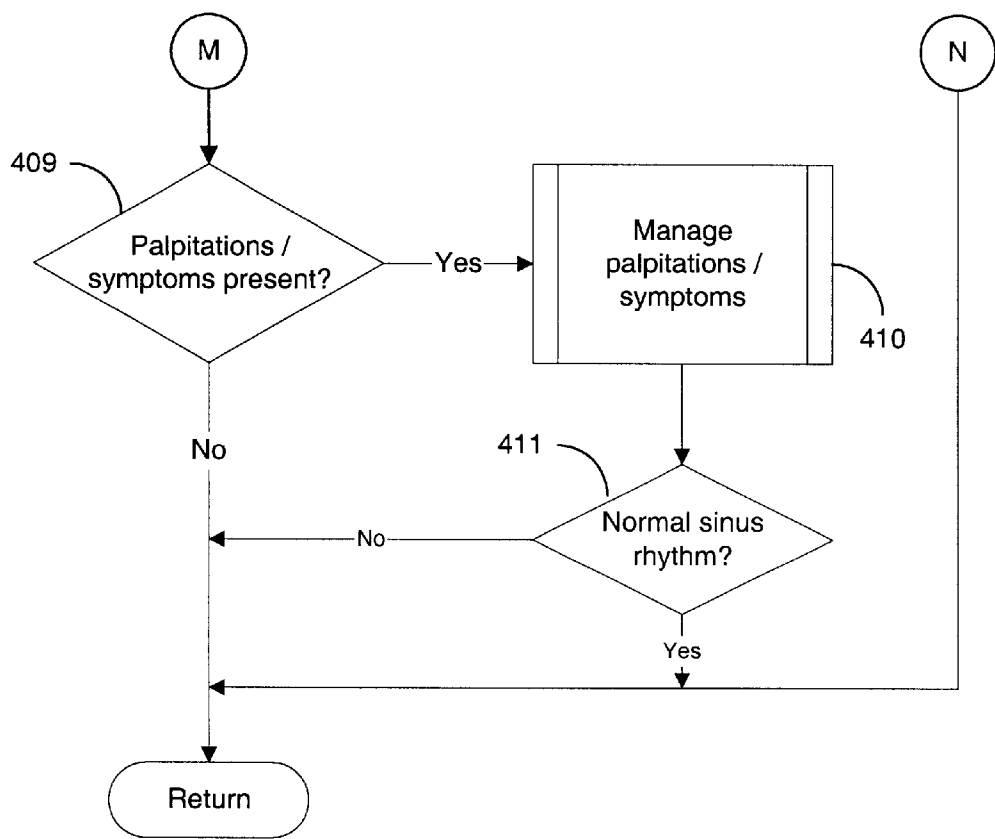 M
N
409
Palpitations /
symptoms present?
Yes
Manage
palpitations /
symptoms
410
No
411
Normal sinus
rhythm?
No
Yes
Return